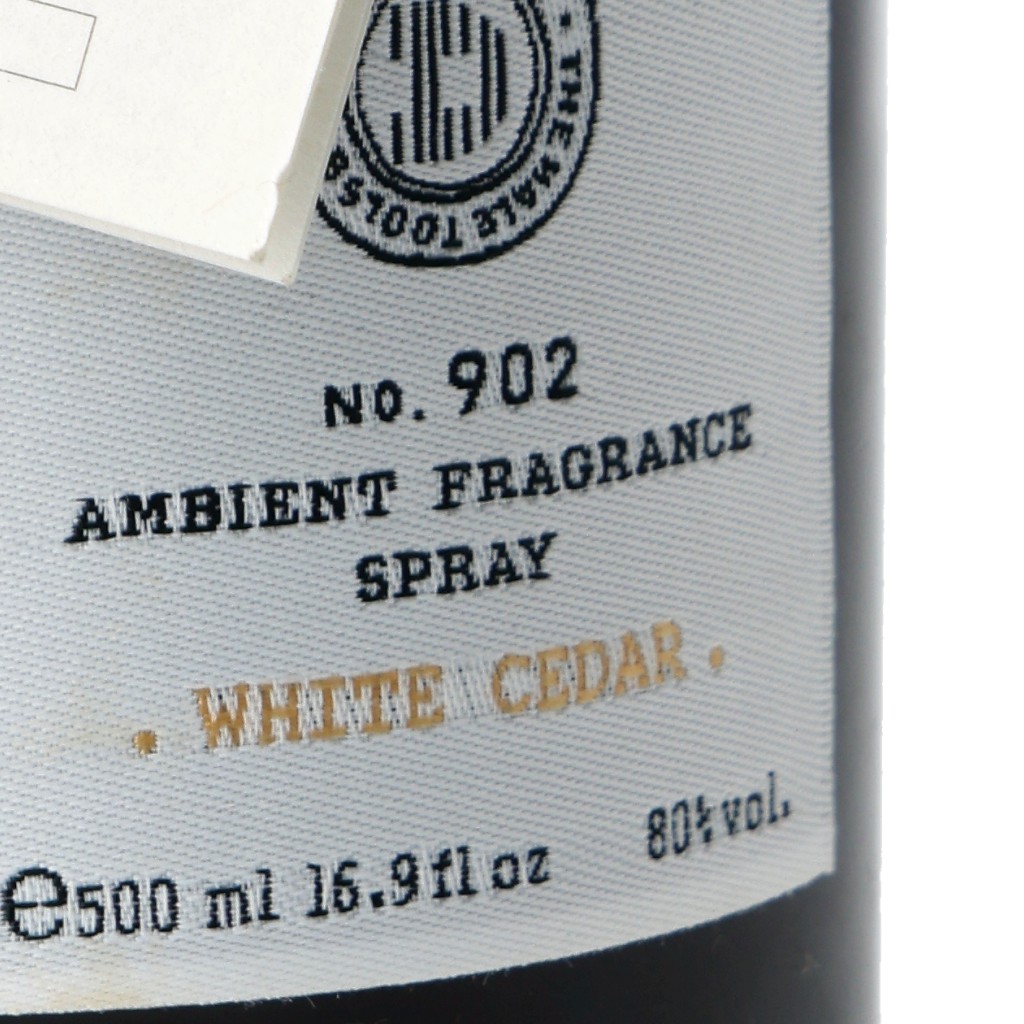 · THE MALE TOOLS &
No. 902
AMBIENT FRAGRANCE
SPRAY
· WHITE CEDAR ·
80% vol.
℮500 ml 16.9 fl oz